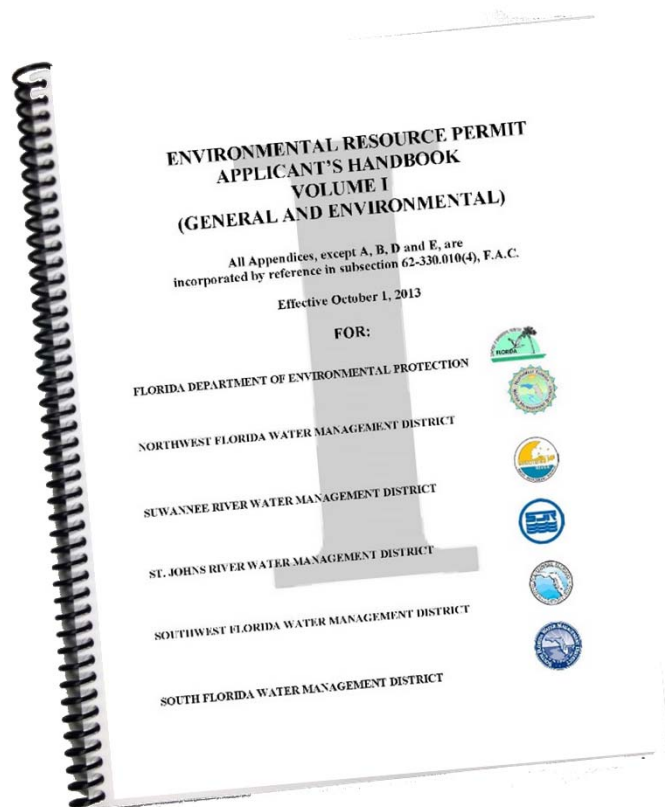 ENVIRONMENTAL RESOURCE PERMIT
APPLICANT'S HANDBOOK
VOLUME I
(GENERAL AND ENVIRONMENTAL)
All Appendices, except A, B, D and E, are
incorporated by reference in subsection 62-330.010(4), F.A.C.
Effective October 1, 2013
FOR:
FLORIDA DEPARTMENT OF ENVIRONMENTAL PROTECTION
FLORIDA
NORTHWEST FLORIDA WATER MANAGEMENT DISTRICT
SUWANNEE RIVER WATER MANAGEMENT DISTRICT
SJR
ST. JOHNS RIVER WATER MANAGEMENT DISTRICT
SOUTHWEST FLORIDA WATER MANAGEMENT DISTRICT
SOUTH FLORIDA WATER MANAGEMENT DISTRICT
I